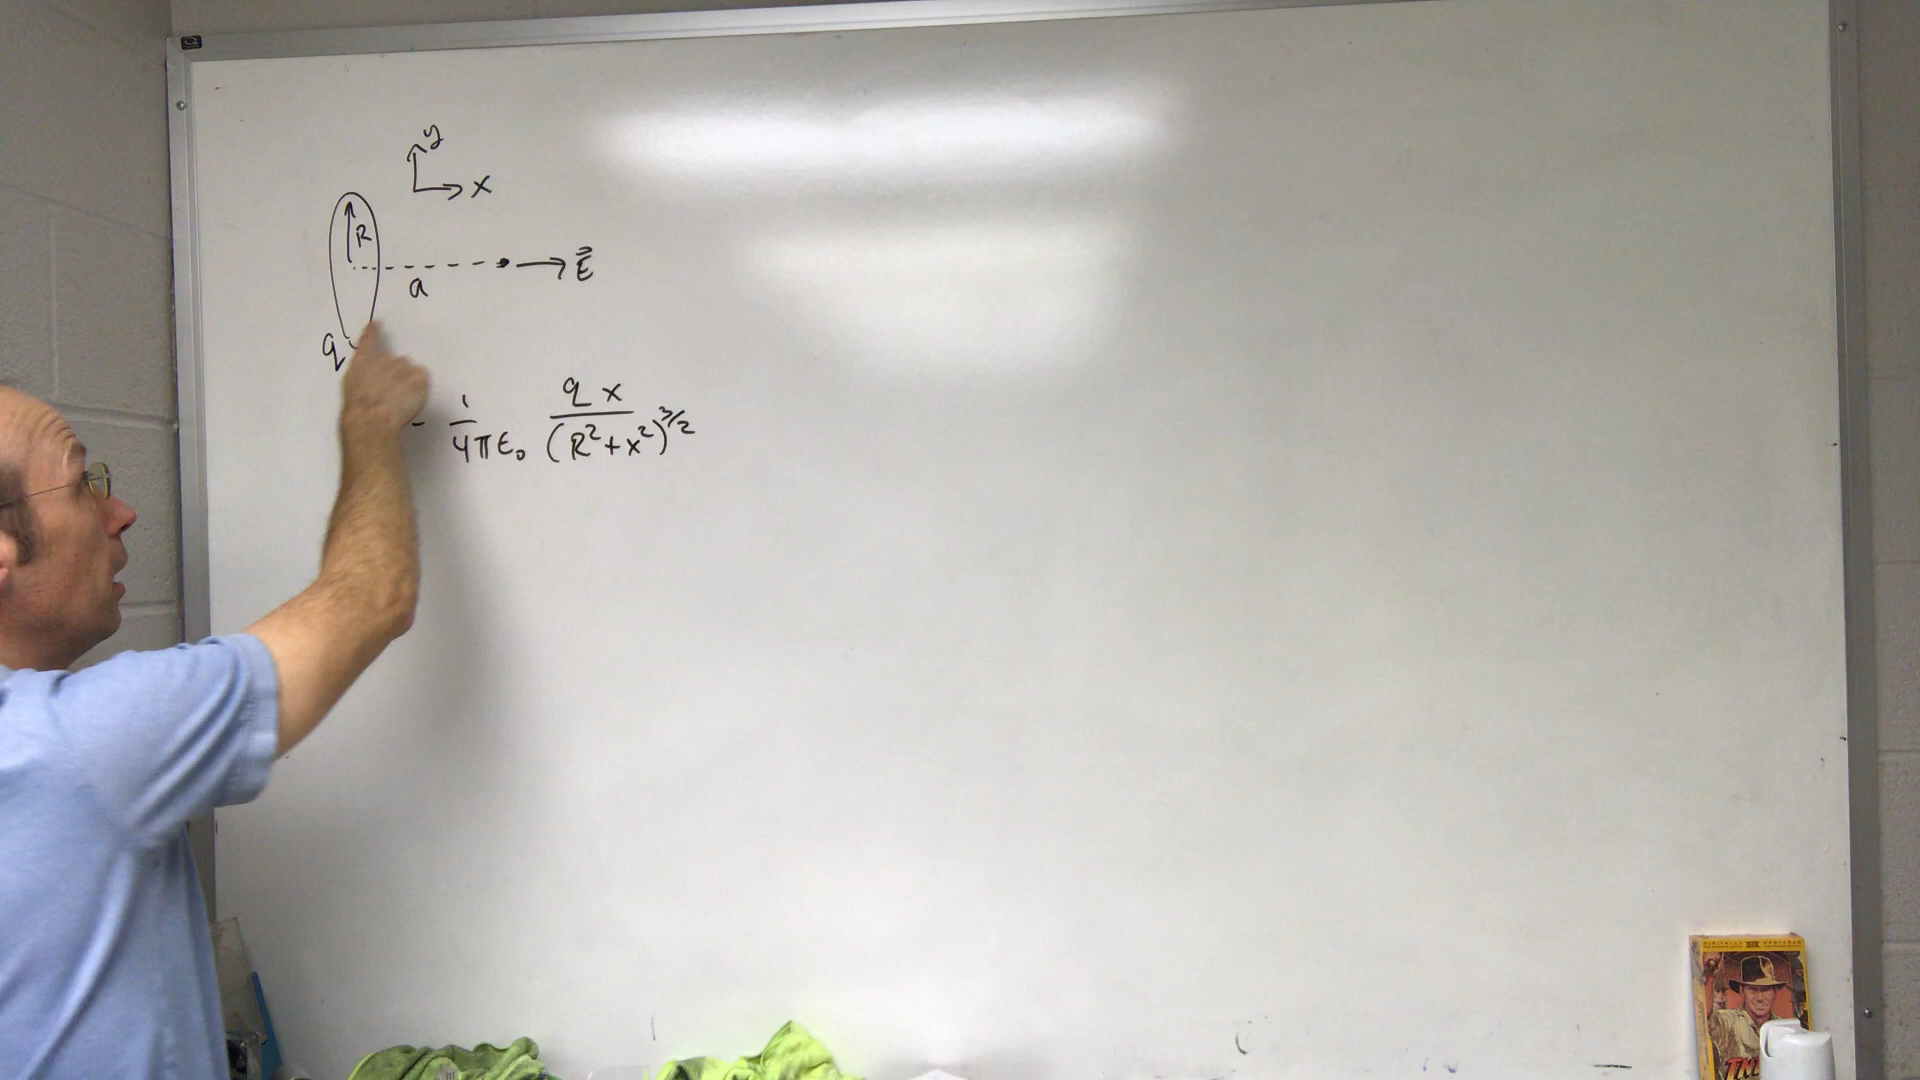 y
x
R
a
E⃗
q
1/4πε₀ q x/(R²+x²)^3/2